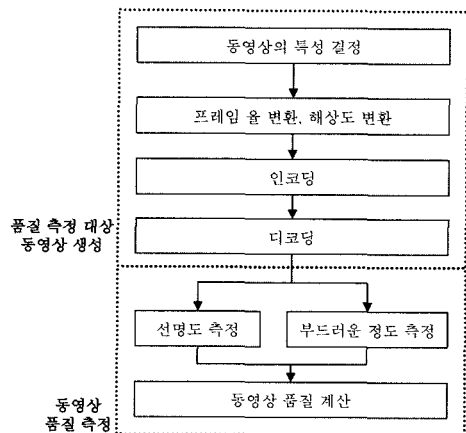 동영상의 특성 결정
프레임 율 변환, 해상도 변환
인코딩
품질 측정 대상
동영상 생성
디코딩
선명도 측정
부드러운 정도 측정
동영상
품질 측정
동영상 품질 계산